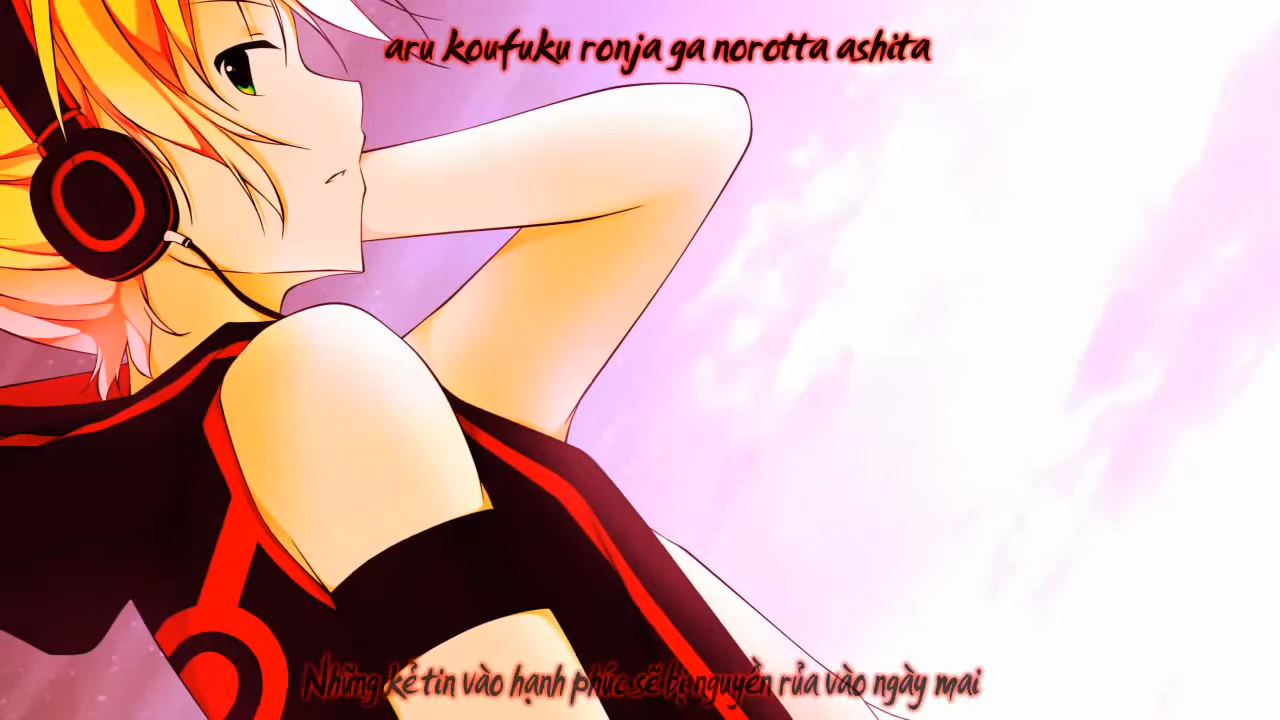 aru koufuku ronja ga norotta ashita
Những kẻ tin vào hạnh phúc sẽ bị nguyền rủa vào ngày mai